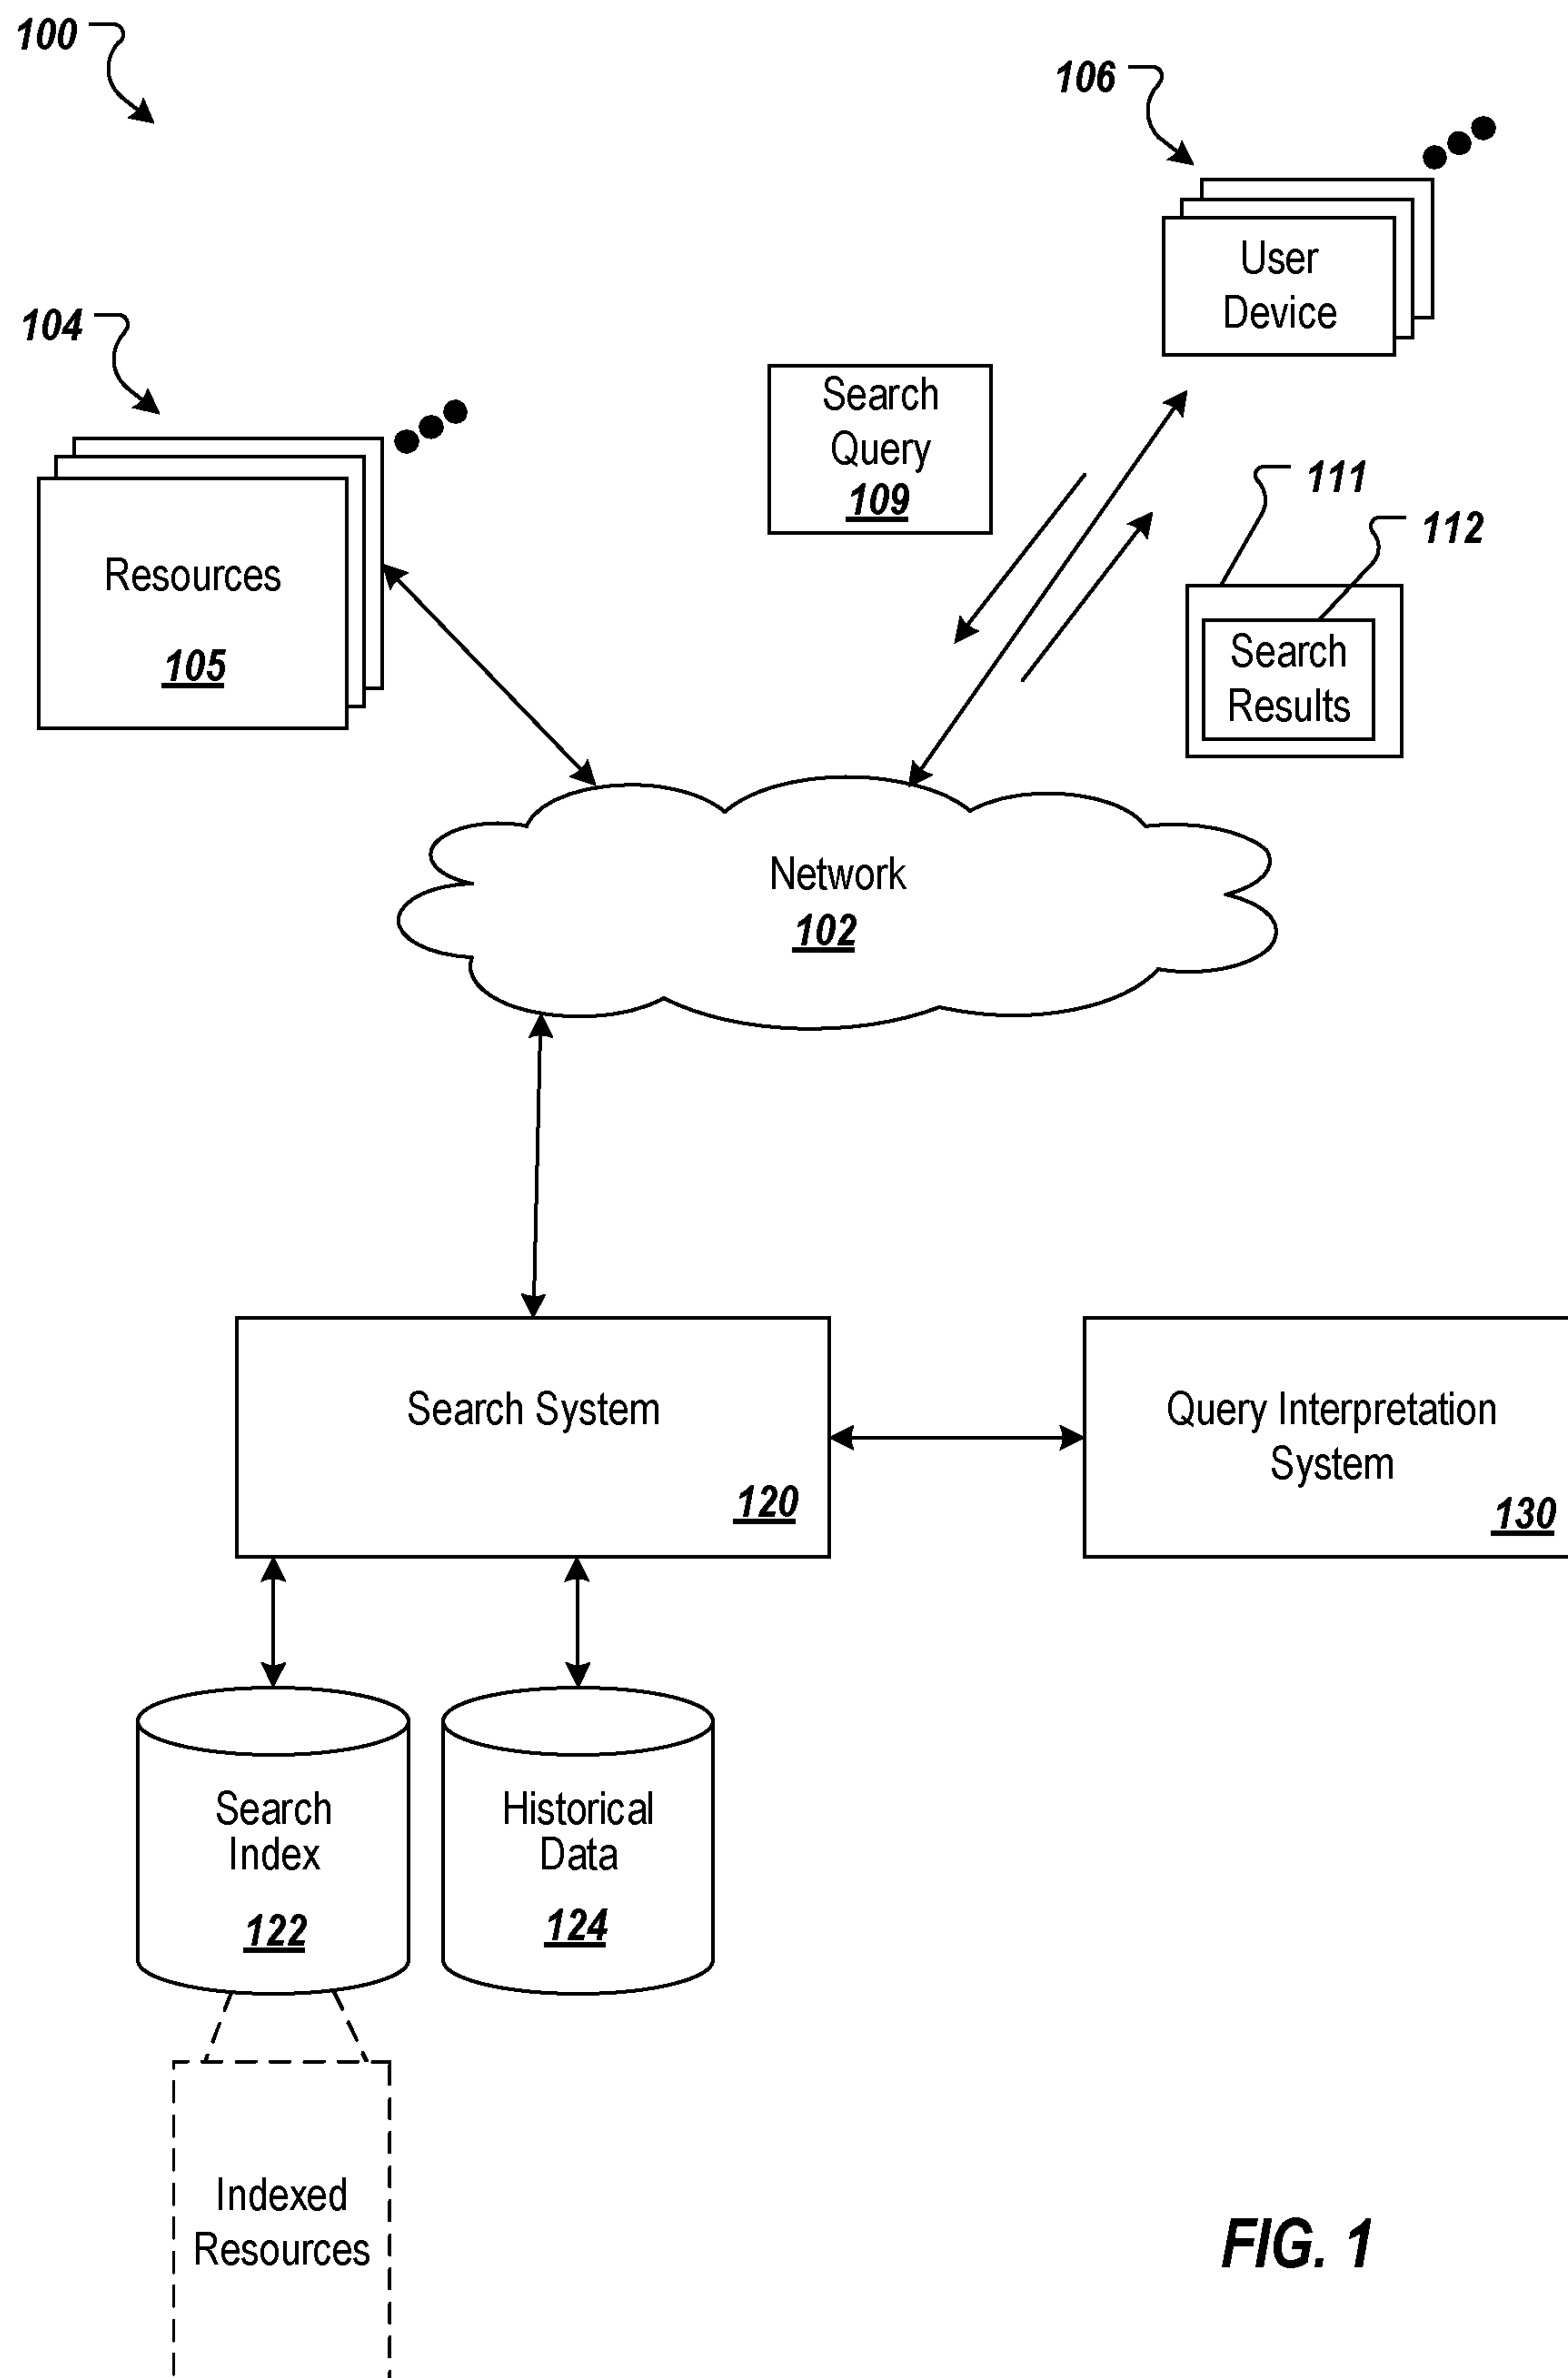 100
106
User
Device
104
Search
Query
109
111
112
Resources
105
Search
Results
Network
102
Search System
120
Query Interpretation
System
130
Search
Index
122
Historical
Data
124
Indexed
Resources
FIG. 1